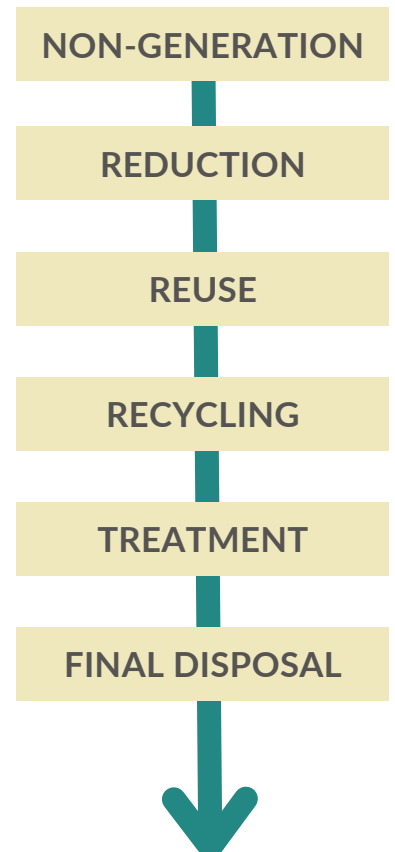 NON-GENERATION
REDUCTION
REUSE
RECYCLING
TREATMENT
FINAL DISPOSAL